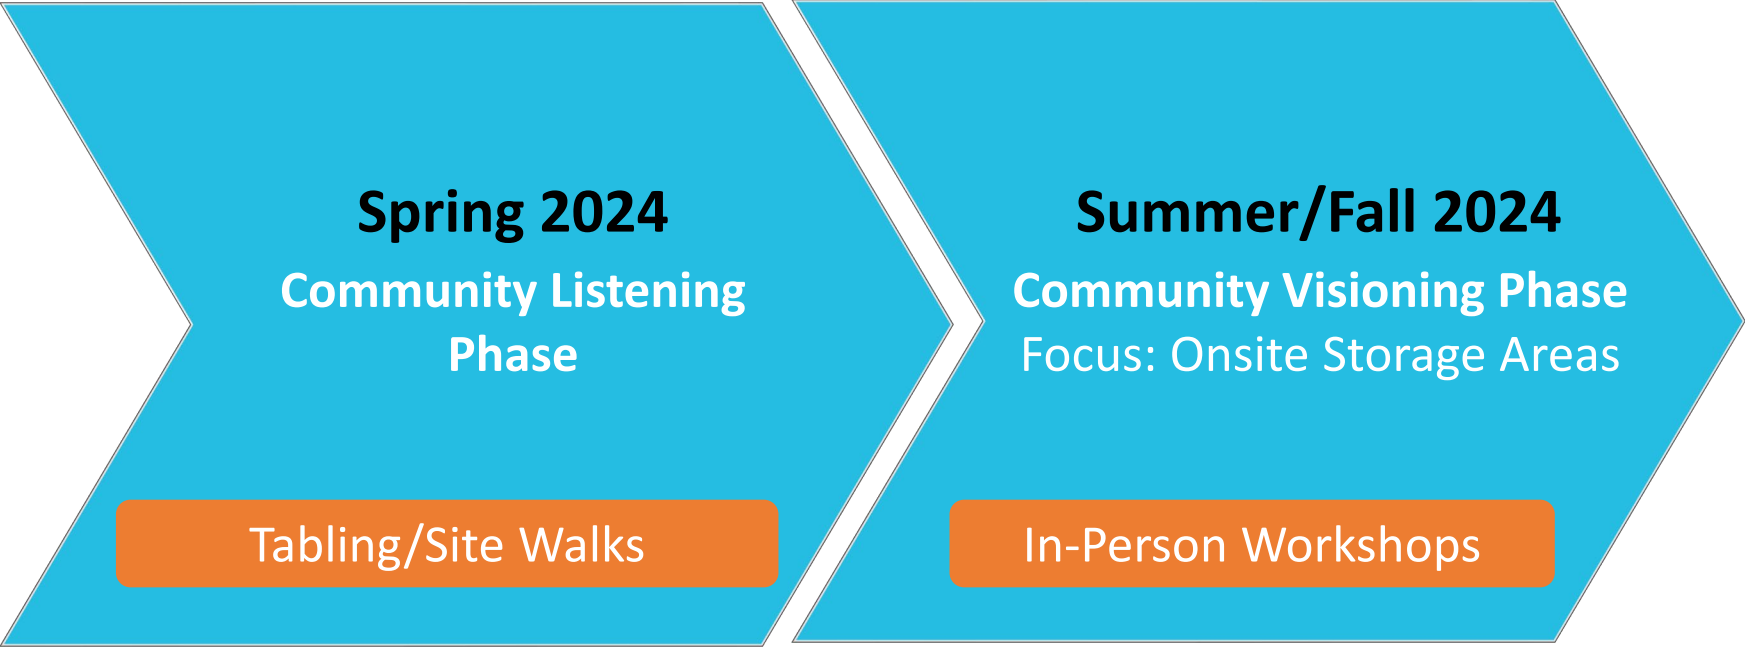 Spring 2024
Community Listening
Phase
Tabling/Site Walks
Summer/Fall 2024
Community Visioning Phase
Focus: Onsite Storage Areas
In-Person Workshops